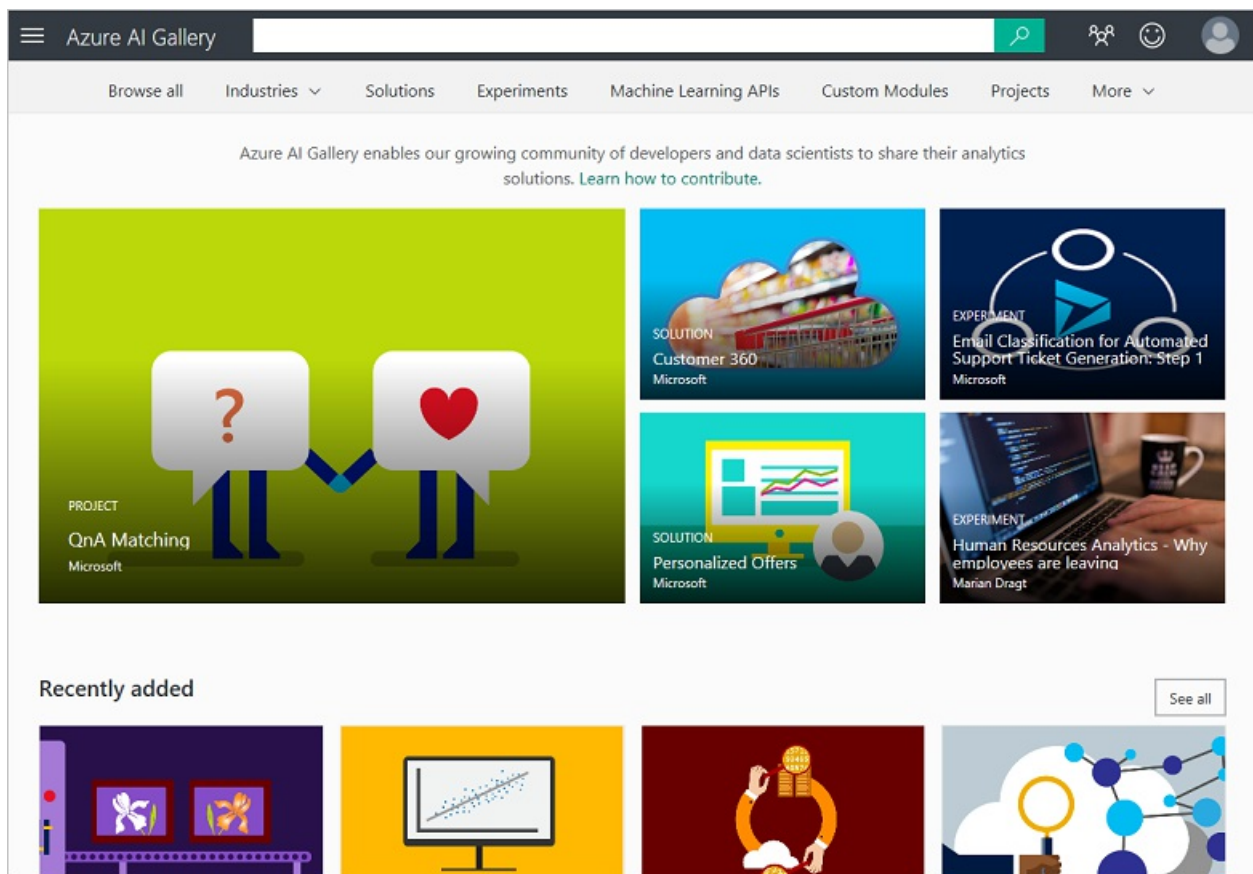 Azure AI Gallery
Browse all Industries Solutions Experiments Machine Learning APIs Custom Modules Projects More
Azure AI Gallery enables our growing community of developers and data scientists to share their analytics
solutions. Learn how to contribute.
?
PROJECT
QnA Matching
Microsoft
SOLUTION
Customer 360
Microsoft
EXPERIMENT
Email Classification for Automated
Support Ticket Generation: Step 1
Microsoft
SOLUTION
Personalized Offers
Microsoft
EXPERIMENT
Human Resources Analytics - Why
employees are leaving
Marian Dragt
Recently added
See all